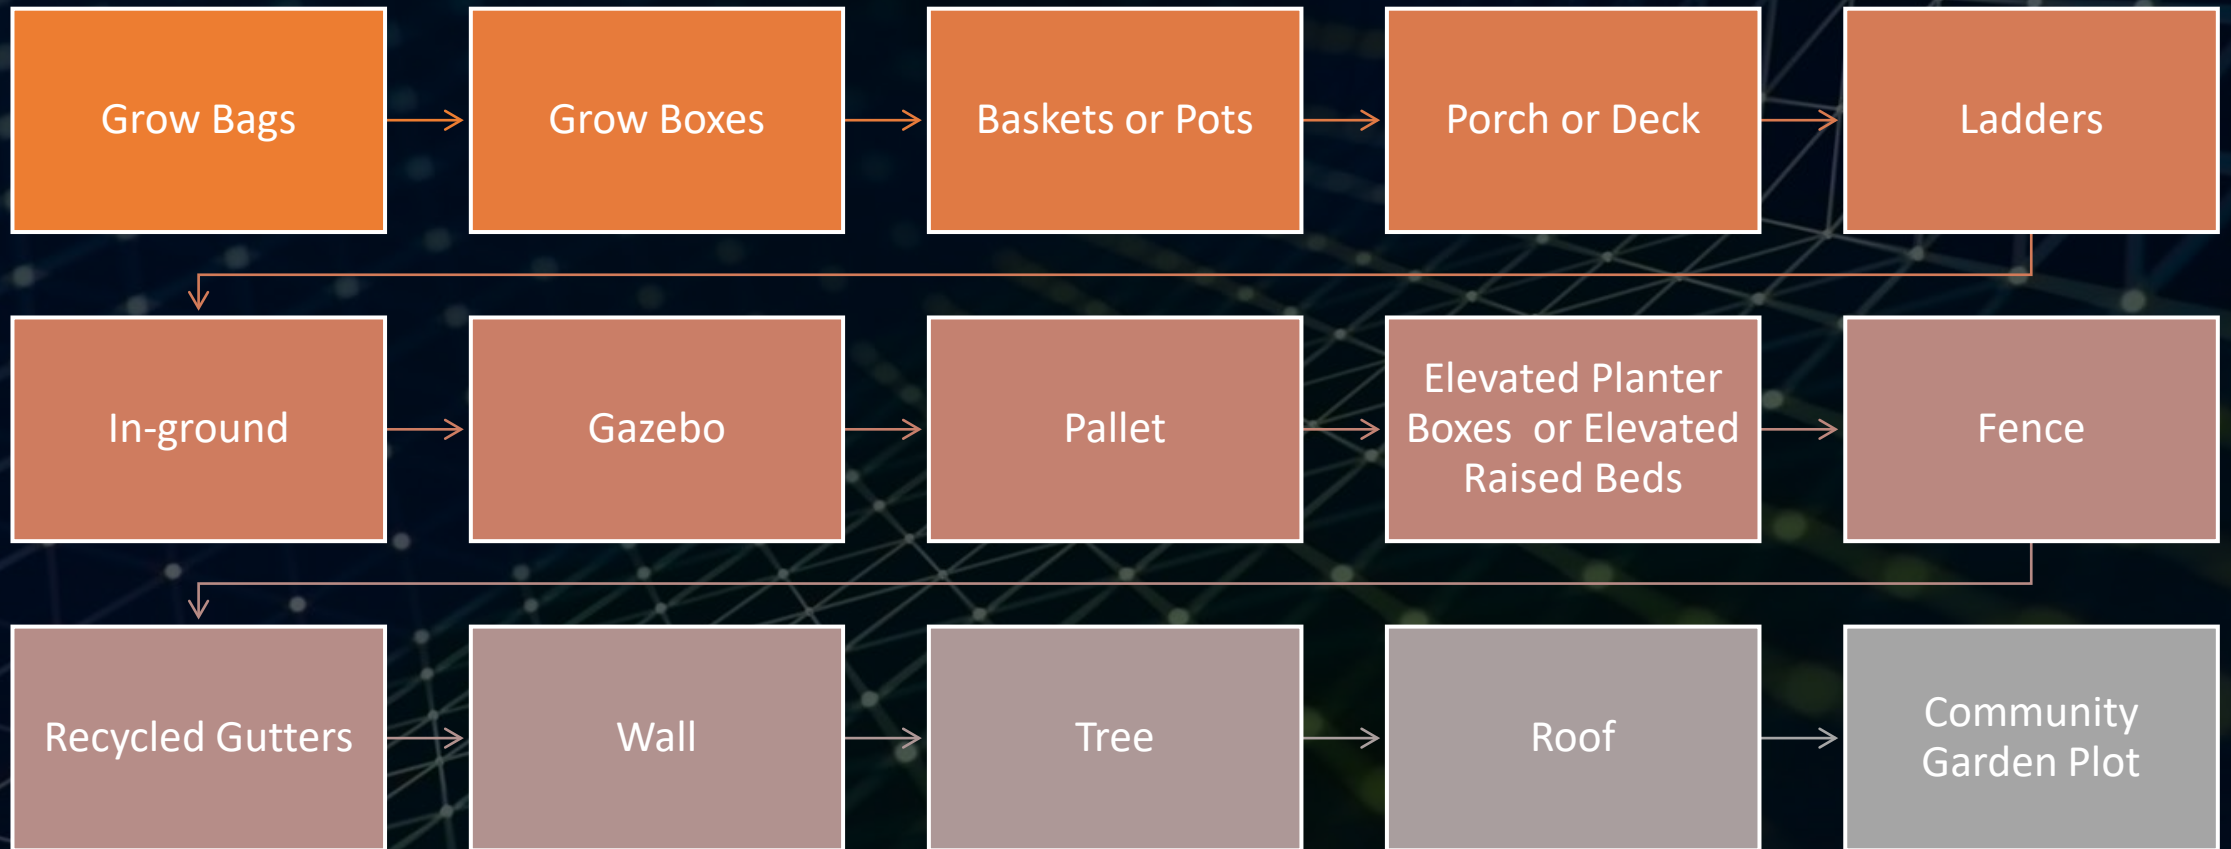 Grow Bags
Grow Boxes
Baskets or Pots
Porch or Deck
Ladders
In-ground
Gazebo
Pallet
Elevated Planter
Boxes  or Elevated
Raised Beds
Fence
Recycled Gutters
Wall
Tree
Roof
Community
Garden Plot